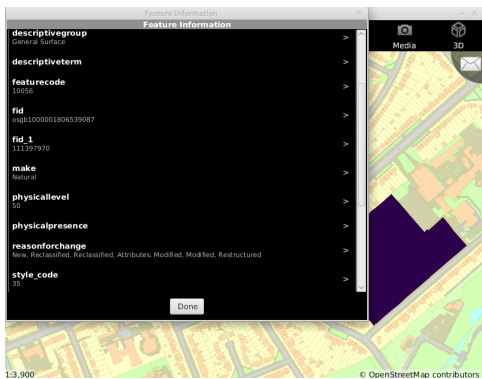 Feature Information
Feature Information
descriptivegroup
General Surface
>
descriptiveterm
>
featurecode
10056
>
fid
osgb1000001806539087
>
fid_1
111397970
>
make
Natural
>
physicallevel
50
>
physicalpresence
>
reasonforchange
New, Reclassified, Reclassified, Attributes, Modified, Modified, Restructured
>
style_code
35
>
Done
Media
3D
1:3,900
© OpenStreetMap contributors